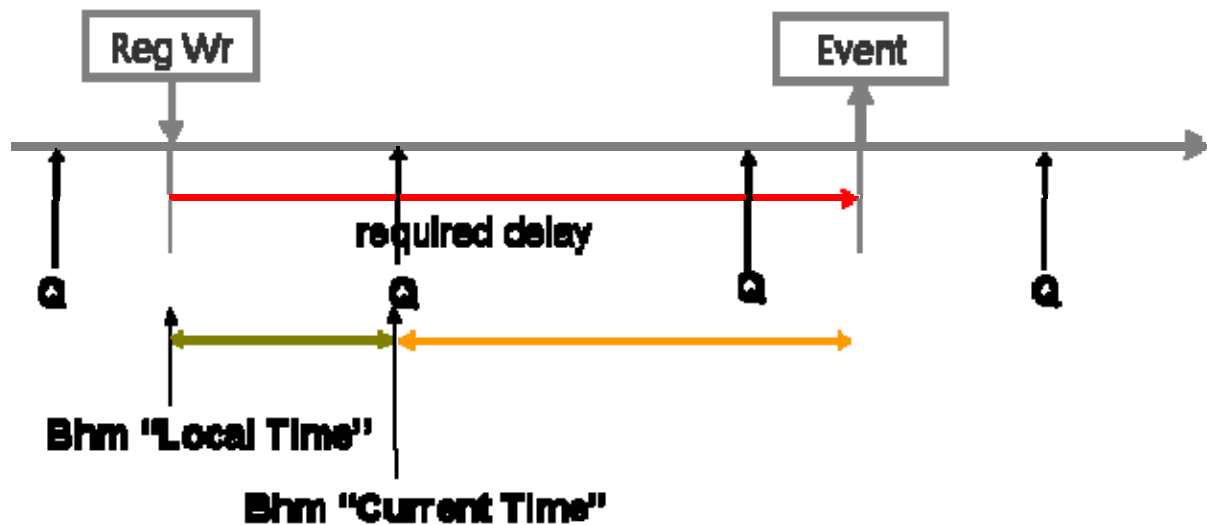 Reg Wr
Event
required delay
Q
Q
Q
Q
Bhm “Local Time”
Bhm “Current Time”